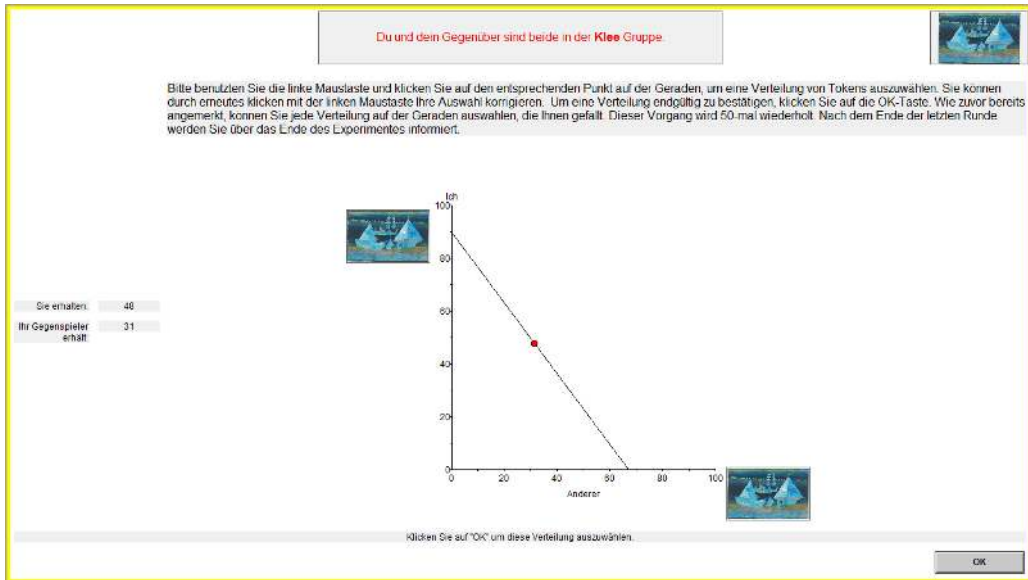 Du und dein Gegenüber sind beide in der Klee Gruppe.
Bitte benutzten Sie die linke Maustaste und klicken Sie auf den entsprechenden Punkt auf der Geraden, um eine Verteilung von Tokens auszuwählen. Sie können
durch erneutes klicken mit der linken Maustaste Ihre Auswahl korrigieren. Um eine Verteilung endgültig zu bestätigen, klicken Sie auf die OK-Taste. Wie zuvor bereits
angemerkt, können Sie jede Verteilung auf der Geraden auswählen, die Ihnen gefällt. Dieser Vorgang wird 50-mal wiederholt. Nach dem Ende der letzten Runde
werden Sie über das Ende des Experimentes informiert.
Ich
100
80
60
40
20
0
Sie erhalten: 48
Ihr Gegenspieler 31
erhält:
0 20 40 60 80 100
Anderer
Klicken Sie auf "OK" um diese Verteilung auszuwählen.
OK